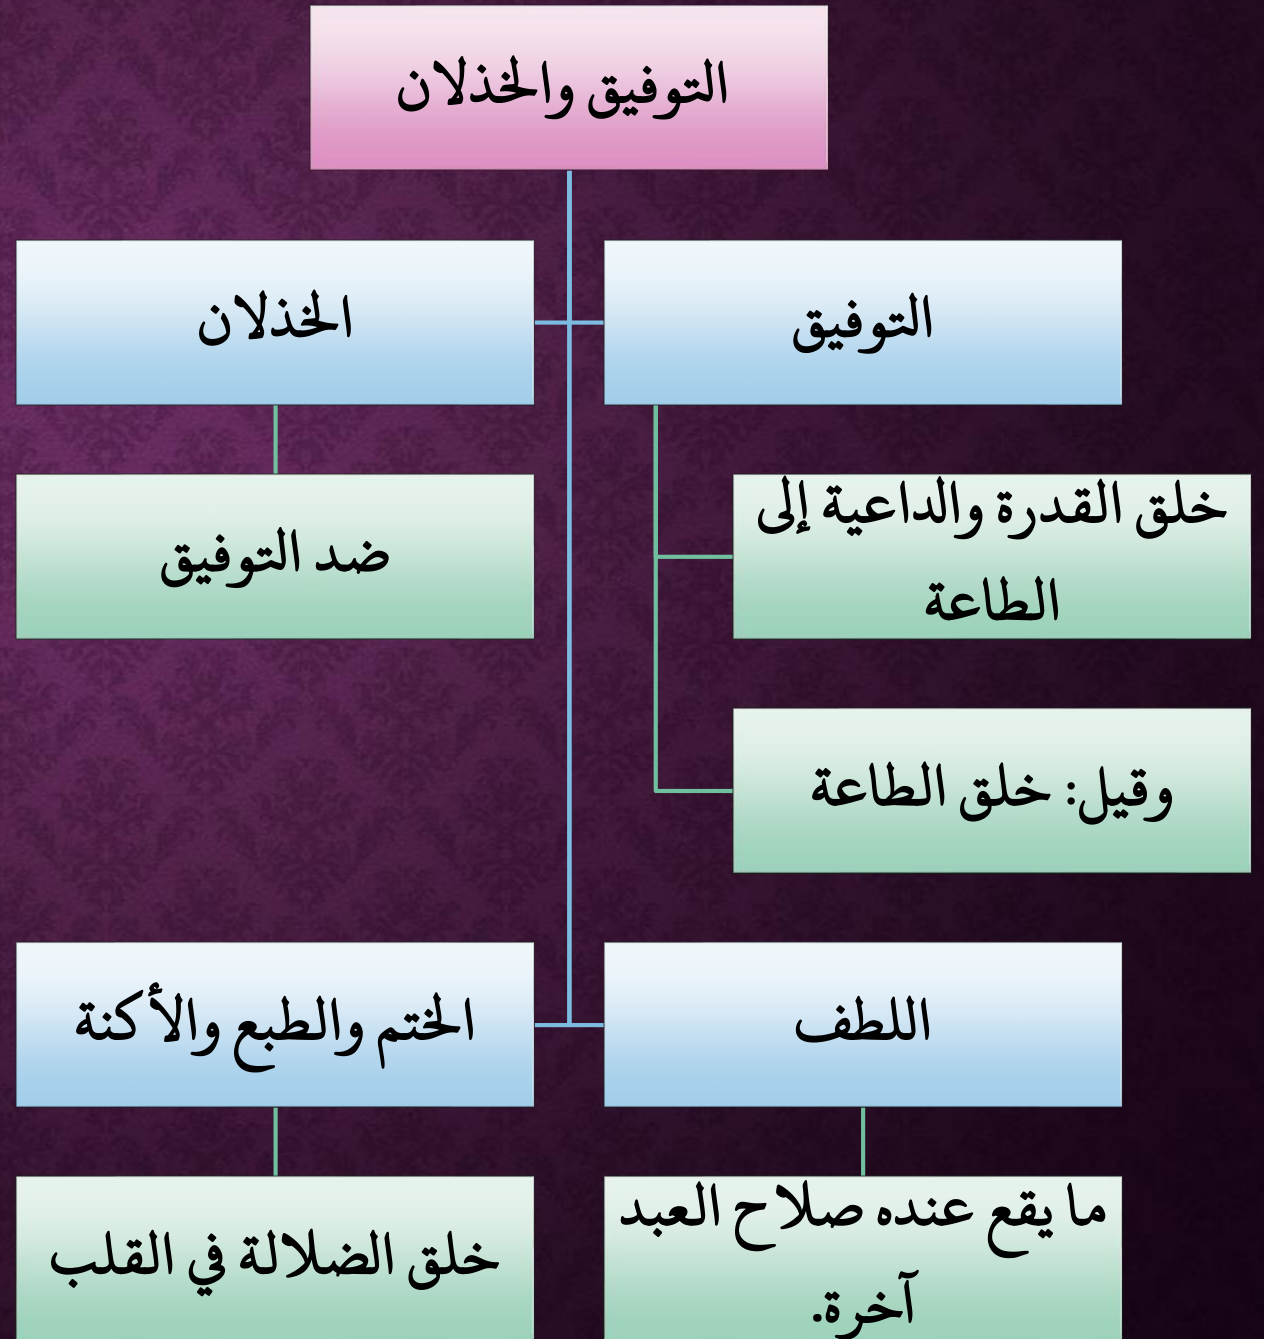 التوفيق والخذلان
التوفيق
الخذلان
خلق القدرة والداعية إلى
الطاعة
ضد التوفيق
وقيل: خلق الطاعة
اللطف
الختم والطبع والأكنة
ما يقع عنده صلاح العبد
آخرة.
خلق الضلالة في القلب